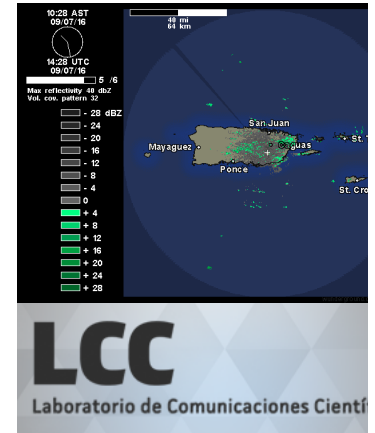 10:28 AST
09/07/16
14:28 UTC
09/07/16
5 /6
Max reflectivity 40 dbZ
Vol. cov. pattern 32
- 28 dBZ
- 24
- 20
- 16
- 12
- 8
- 4
0
+ 4
+ 8
+ 12
+ 16
+ 20
+ 24
+ 28
40 mi
64 km
San Juan
Mayaguez
Caguas
St.
Ponce
St. Cro
LCC
Laboratorio de Comunicaciones Científi